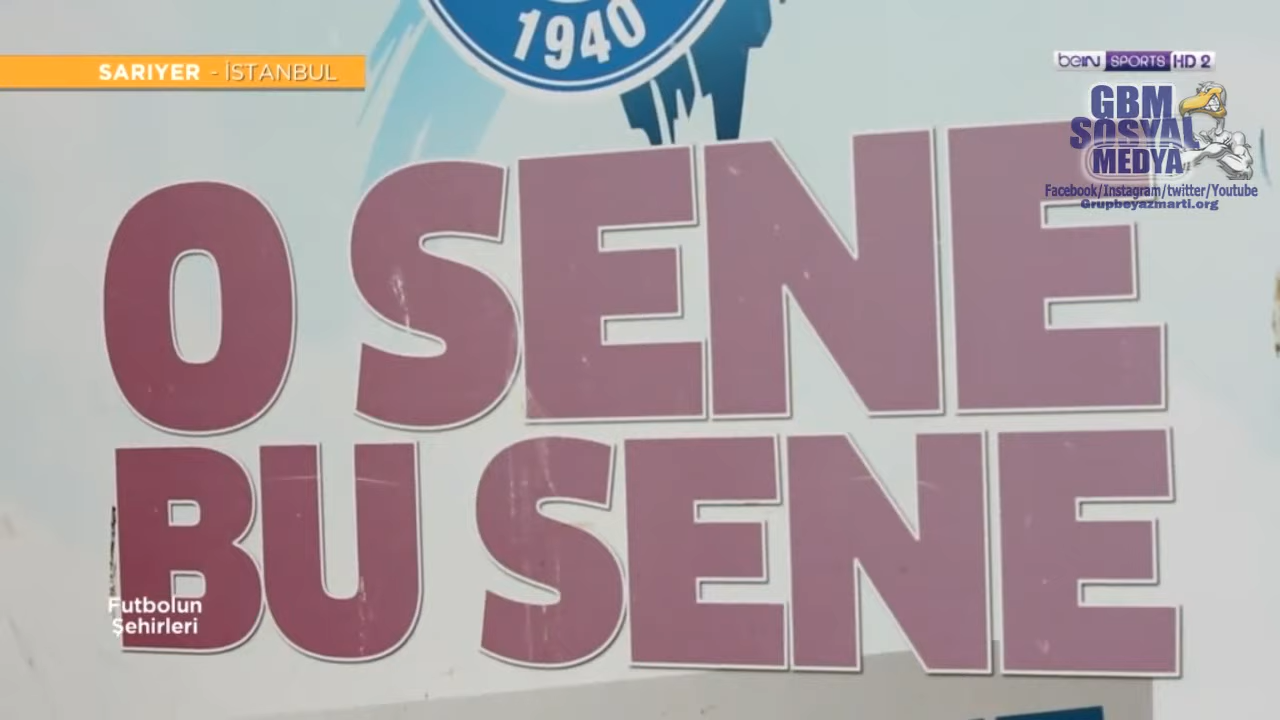 1940
SARIYER - İSTANBUL
beIN SPORTS HD 2
GBM
SOSYAL
MEDYA
Facebook/Instagram/twitter/Youtube
Grupbeyazmarti.org
O SENE
BU SENE
Futbolun
Şehirleri